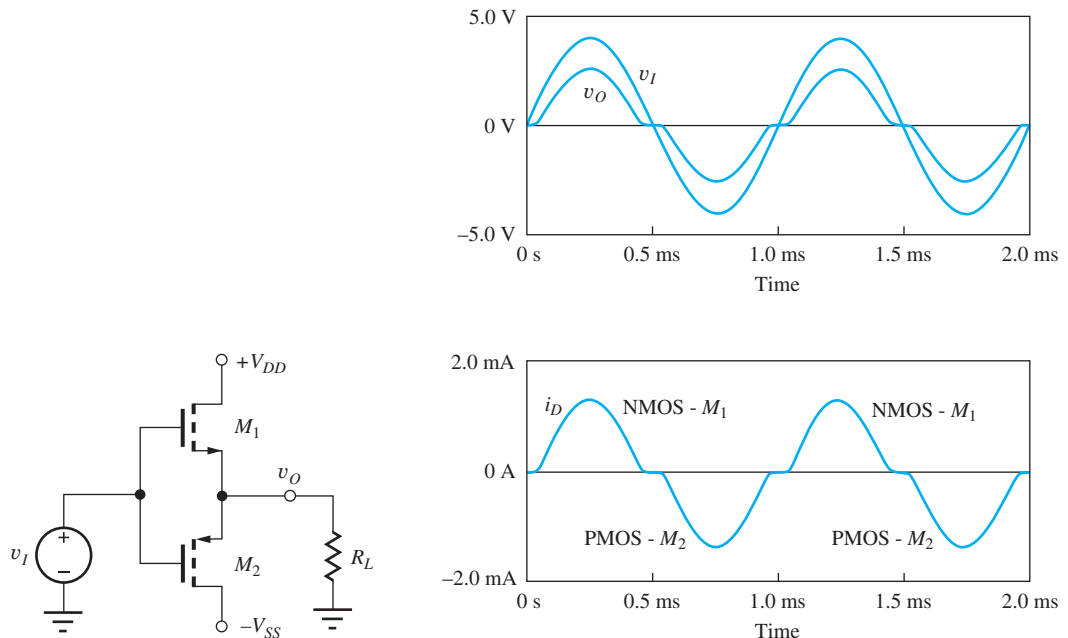 5.0 V
v_I
v_O
0 V
–5.0 V
0 s 0.5 ms 1.0 ms 1.5 ms 2.0 ms
Time
+V_DD
M_1
v_O
v_I
+
–
M_2
R_L
–V_SS
2.0 mA
i_D NMOS - M_1 NMOS - M_1
0 A
PMOS - M_2 PMOS - M_2
–2.0 mA
0 s 0.5 ms 1.0 ms 1.5 ms 2.0 ms
Time